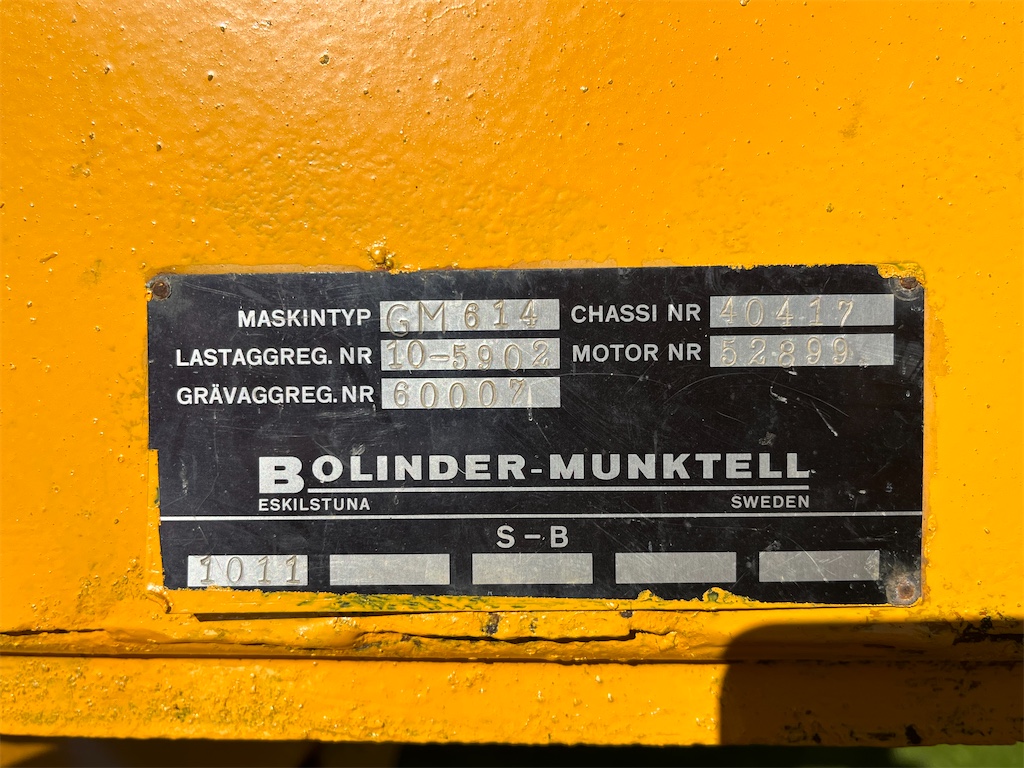 MASKINTYP GM 614 CHASSI NR 40417
LASTAGGREG. NR 10-5902 MOTOR NR 52899
GRÄVAGGREG. NR 60007
BOLINDER-MUNKTELL
ESKILSTUNA SWEDEN
S-B
1011